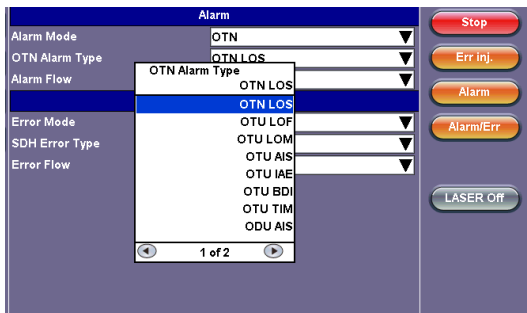 Alarm
Alarm Mode OTN
OTN Alarm Type OTN LOS
Alarm Flow
OTN Alarm Type
OTN LOS
OTN LOS
OTU LOF
OTU LOM
OTU AIS
OTU IAE
OTU BDI
OTU TIM
ODU AIS
1 of 2
Error Mode
SDH Error Type
Error Flow
Stop
Err inj.
Alarm
Alarm/Err
LASER Off